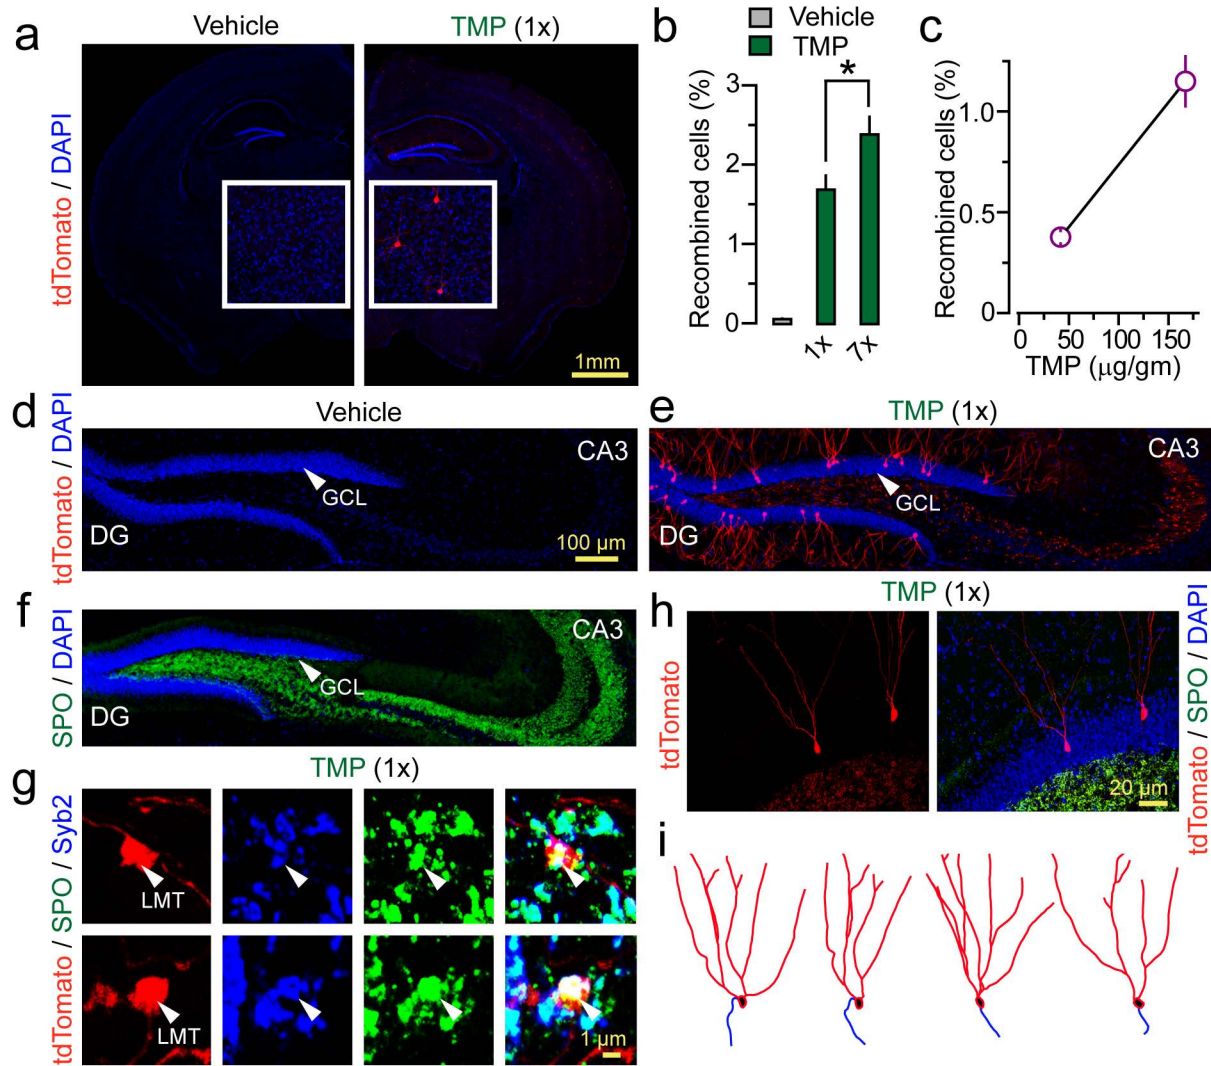 a
Vehicle
TMP (1x)
tdTomato / DAPI
1mm
b
Vehicle
TMP
Recombined cells (%)
3
2
1
0
*
1x
7x
c
Recombined cells (%)
1.0
0.5
0
0
50
100
150
TMP (µg/gm)
d
Vehicle
tdTomato / DAPI
CA3
GCL
DG
100 µm
e
TMP (1x)
CA3
GCL
DG
f
SPO / DAPI
CA3
GCL
DG
g
TMP (1x)
tdTomato / SPO / Syb2
LMT
LMT
1 µm
h
TMP (1x)
tdTomato
tdTomato / SPO / DAPI
20 µm
i